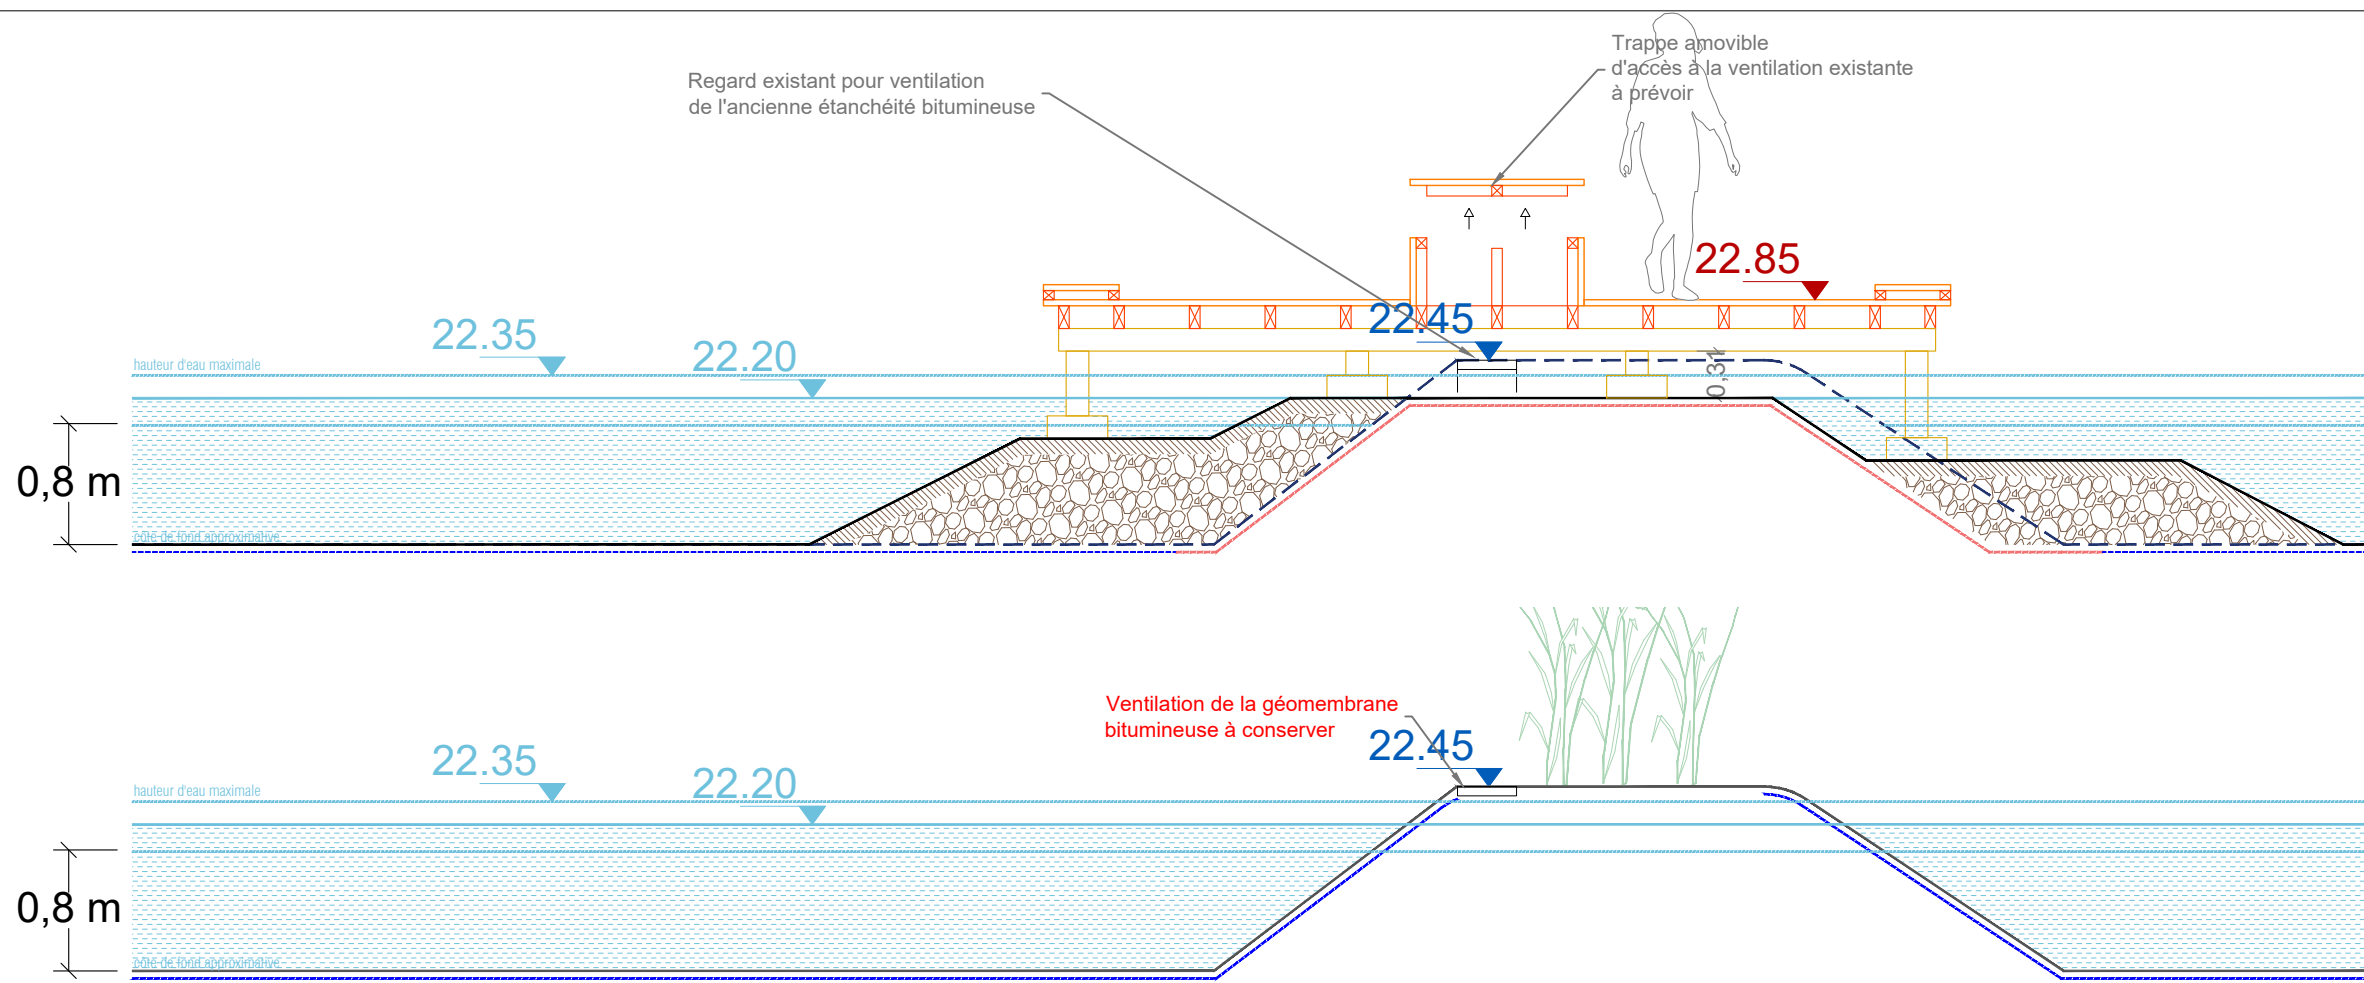 Trappe amovible
d'accès à la ventilation existante
à prévoir
Regard existant pour ventilation
de l'ancienne étanchéité bitumineuse
22.85
22.45
22.35
22.20
hauteur d'eau maximale
0,31
0,8 m
côte de fond approximative
Ventilation de la géomembrane
bitumineuse à conserver
22.45
22.35
22.20
hauteur d'eau maximale
0,8 m
côte de fond approximative